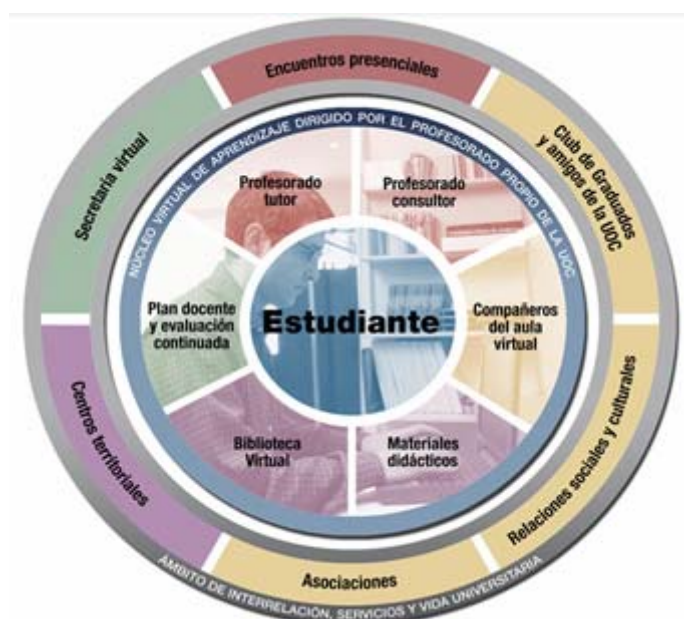 Encuentros presenciales
Club de Graduados
y amigos de la UOC
Relaciones sociales y culturales
Asociaciones
Centros territoriales
Secretaría virtual
NÚCLEO VIRTUAL DE APRENDIZAJE DIRIGIDO POR EL PROFESORADO PROPIO DE LA UOC
Profesorado
tutor
Profesorado
consultor
Plan docente
y evaluación
continuada
Estudiante
Compañeros
del aula
virtual
Biblioteca
Virtual
Materiales
didácticos
ÁMBITO DE INTERRELACIÓN, SERVICIOS Y VIDA UNIVERSITARIA